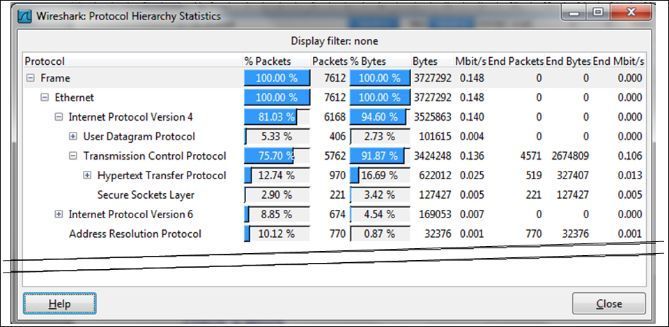 Wireshark: Protocol Hierarchy Statistics
Display filter: none
Protocol % Packets Packets % Bytes Bytes Mbit/s End Packets End Bytes End Mbit/s
Frame 100.00 % 7612 100.00 % 3727292 0.148 0 0 0.000
Ethernet 100.00 % 7612 100.00 % 3727292 0.148 0 0 0.000
Internet Protocol Version 4 81.03 % 6168 94.60 % 3525863 0.140 0 0 0.000
User Datagram Protocol 5.33 % 406 2.73 % 101615 0.004 0 0 0.000
Transmission Control Protocol 75.70 % 5762 91.87 % 3424248 0.136 4571 2674809 0.106
Hypertext Transfer Protocol 12.74 % 970 16.69 % 622012 0.025 519 327407 0.013
Secure Sockets Layer 2.90 % 221 3.42 % 127427 0.005 221 127427 0.005
Internet Protocol Version 6 8.85 % 674 4.54 % 169053 0.007 0 0 0.000
Address Resolution Protocol 10.12 % 770 0.87 % 32376 0.001 770 32376 0.001
Help Close